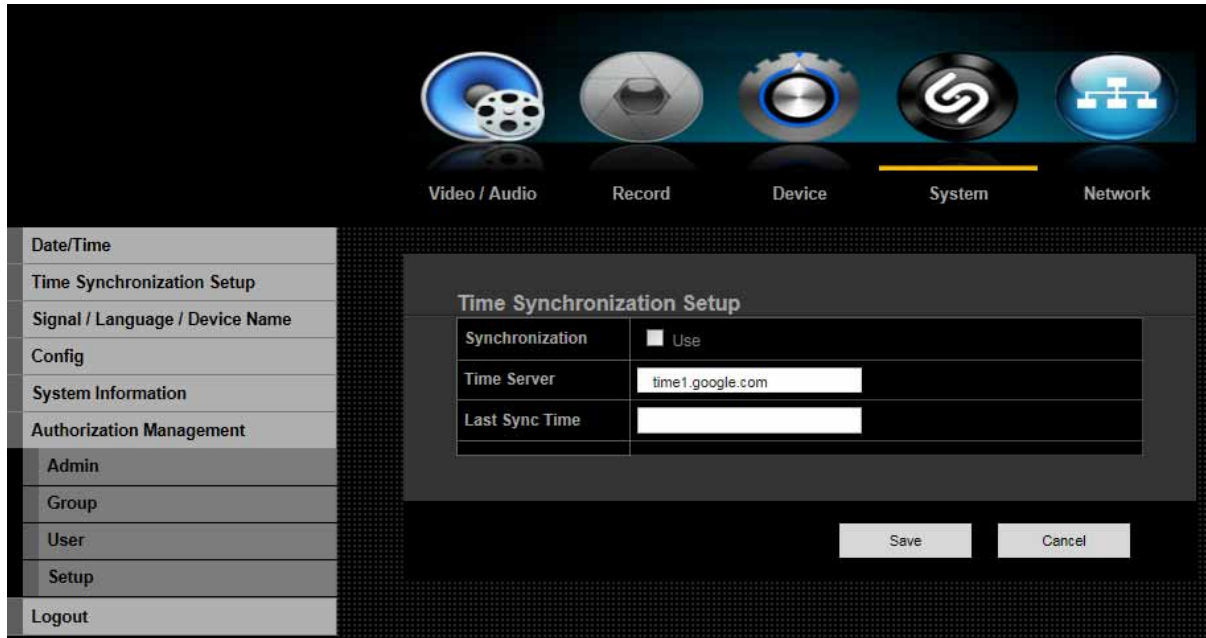 Video / Audio
Record
Device
System
Network
Date/Time
Time Synchronization Setup
Signal / Language / Device Name
Config
System Information
Authorization Management
Admin
Group
User
Setup
Logout
Time Synchronization Setup
Synchronization
Use
Time Server
time1.google.com
Last Sync Time
Save
Cancel